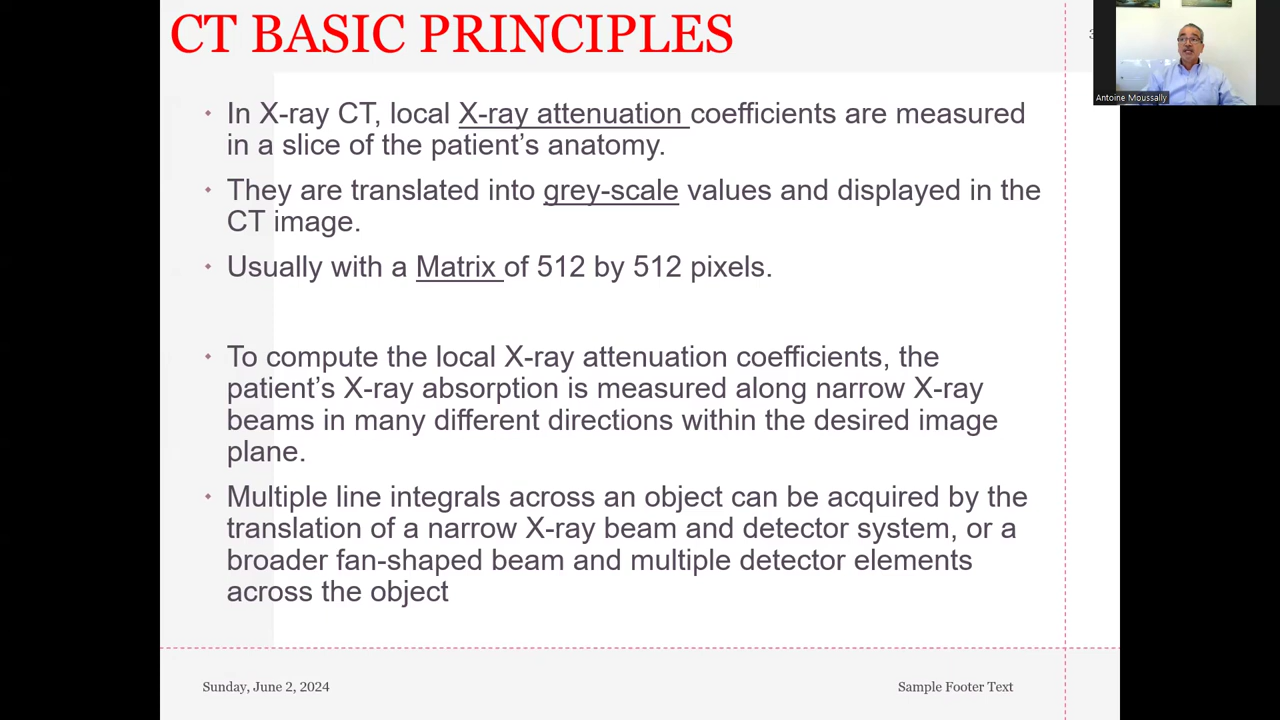 CT BASIC PRINCIPLES
In X-ray CT, local X-ray attenuation coefficients are measured
in a slice of the patient’s anatomy.
They are translated into grey-scale values and displayed in the
CT image.
Usually with a Matrix of 512 by 512 pixels.
To compute the local X-ray attenuation coefficients, the
patient’s X-ray absorption is measured along narrow X-ray
beams in many different directions within the desired image
plane.
Multiple line integrals across an object can be acquired by the
translation of a narrow X-ray beam and detector system, or a
broader fan-shaped beam and multiple detector elements
across the object
Sunday, June 2, 2024
Sample Footer Text
Antoine Moussally